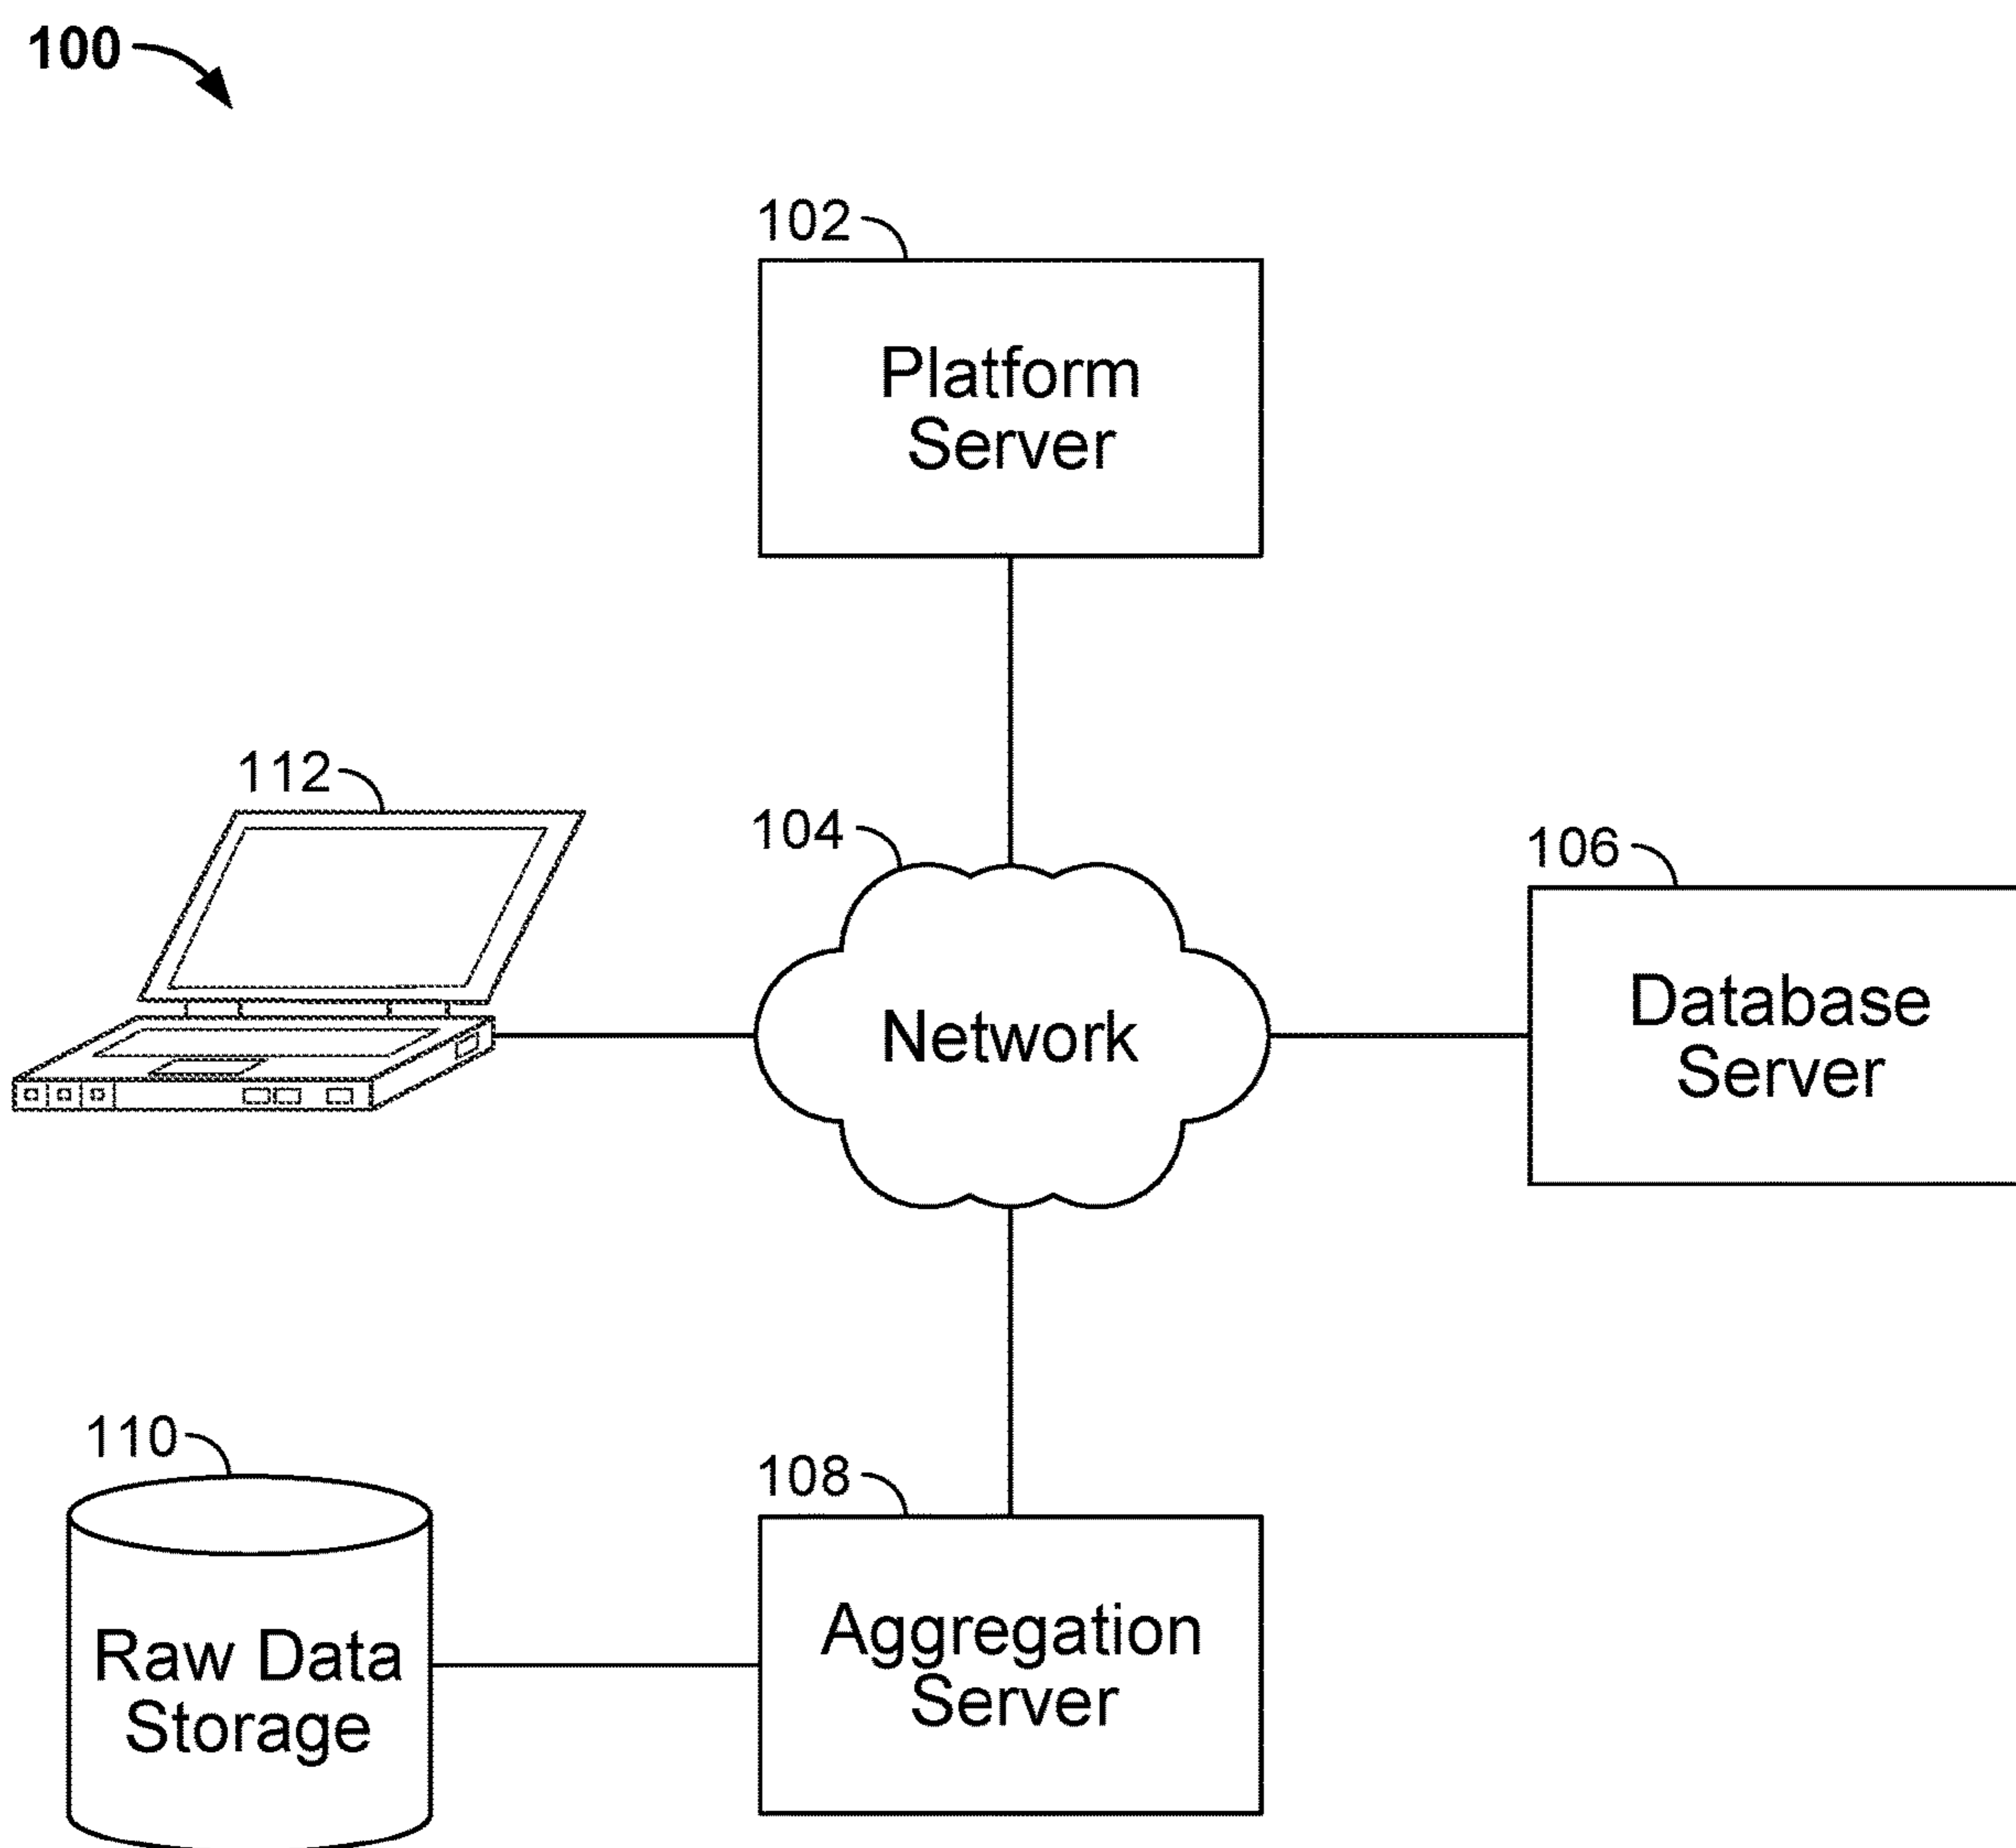 100
102
Platform
Server
112
104
Network
106
Database
Server
110
Raw Data
Storage
108
Aggregation
Server